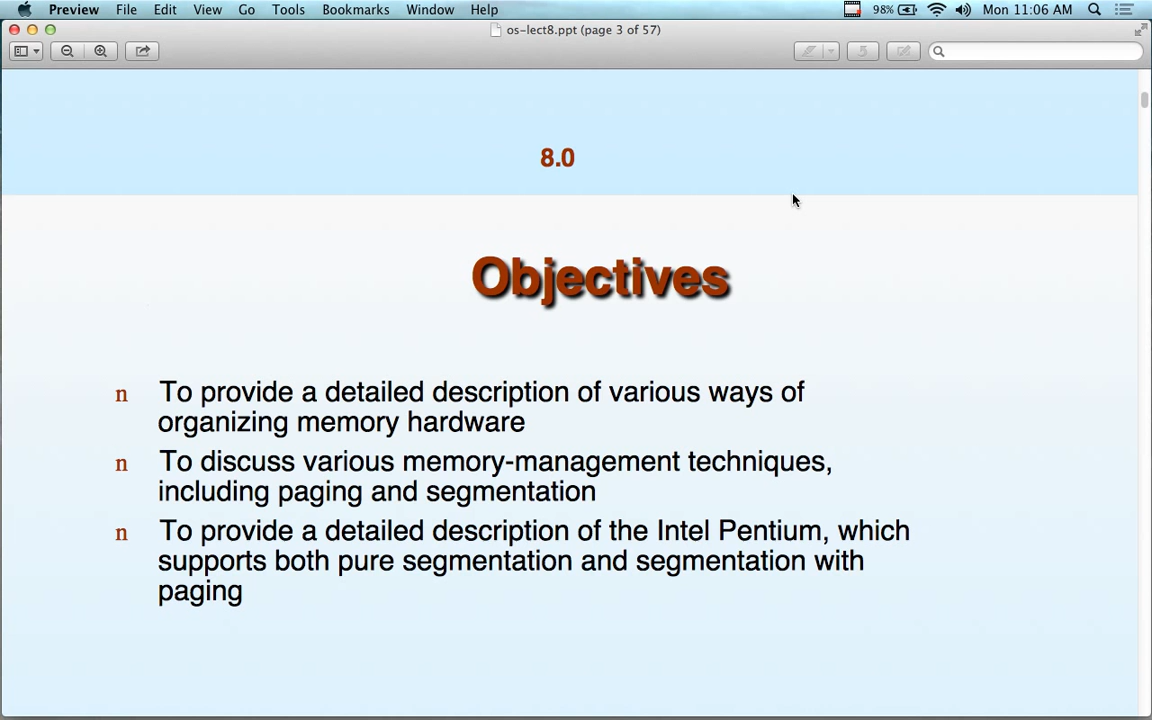 Preview File Edit View Go Tools Bookmarks Window Help 98% Mon 11:06 AM
os-lect8.ppt (page 3 of 57)
8.0
Objectives
n To provide a detailed description of various ways of
organizing memory hardware
n To discuss various memory-management techniques,
including paging and segmentation
n To provide a detailed description of the Intel Pentium, which
supports both pure segmentation and segmentation with
paging